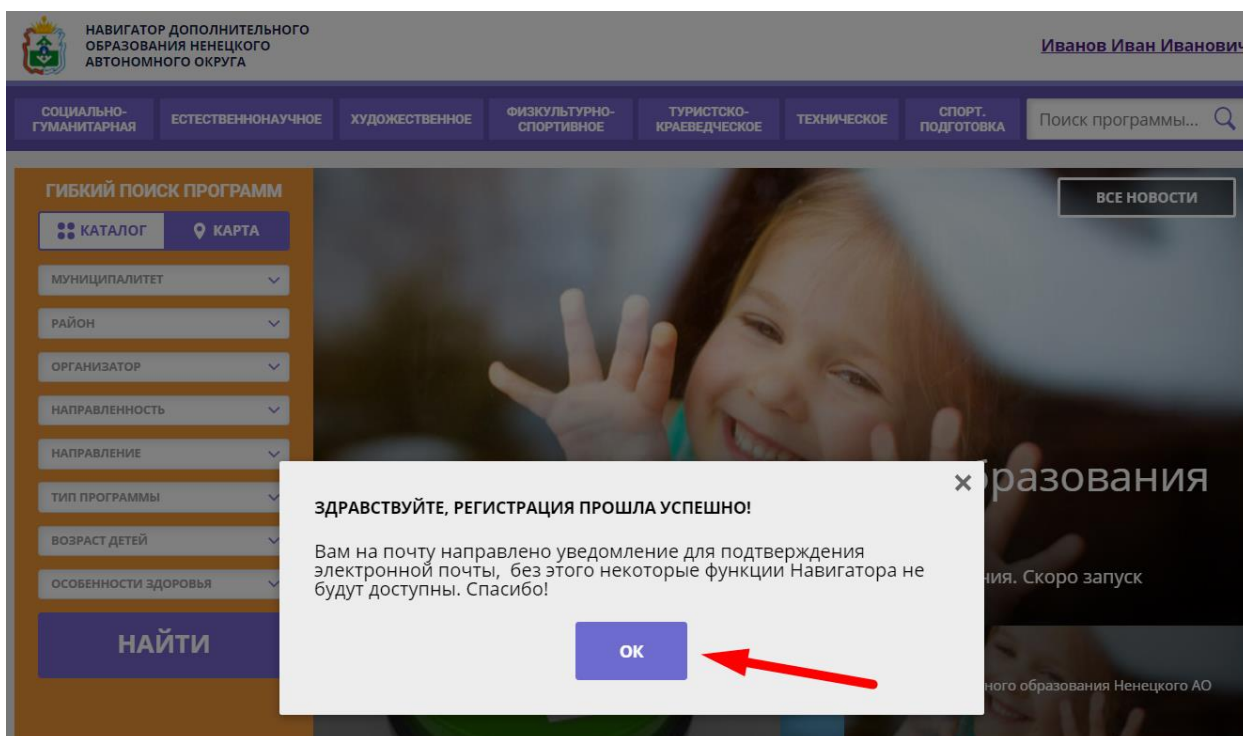 НАВИГАТОР ДОПОЛНИТЕЛЬНОГО
ОБРАЗОВАНИЯ НЕНЕЦКОГО
АВТОНОМНОГО ОКРУГА
Иванов Иван Иванович
СОЦИАЛЬНО-
ГУМАНИТАРНАЯ
ЕСТЕСТВЕННОНАУЧНОЕ
ХУДОЖЕСТВЕННОЕ
ФИЗКУЛЬТУРНО-
СПОРТИВНОЕ
ТУРИСТСКО-
КРАЕВЕДЧЕСКОЕ
ТЕХНИЧЕСКОЕ
СПОРТ.
ПОДГОТОВКА
Поиск программы...
ГИБКИЙ ПОИСК ПРОГРАММ
КАТАЛОГ
КАРТА
МУНИЦИПАЛИТЕТ
РАЙОН
ОРГАНИЗАТОР
НАПРАВЛЕННОСТЬ
НАПРАВЛЕНИЕ
ТИП ПРОГРАММЫ
ВОЗРАСТ ДЕТЕЙ
ОСОБЕННОСТИ ЗДОРОВЬЯ
НАЙТИ
ВСЕ НОВОСТИ
бразования
ния. Скоро запуск
ного образования Ненецкого АО
ЗДРАВСТВУЙТЕ, РЕГИСТРАЦИЯ ПРОШЛА УСПЕШНО!
Вам на почту направлено уведомление для подтверждения
электронной почты, без этого некоторые функции Навигатора не
будут доступны. Спасибо!
ОК